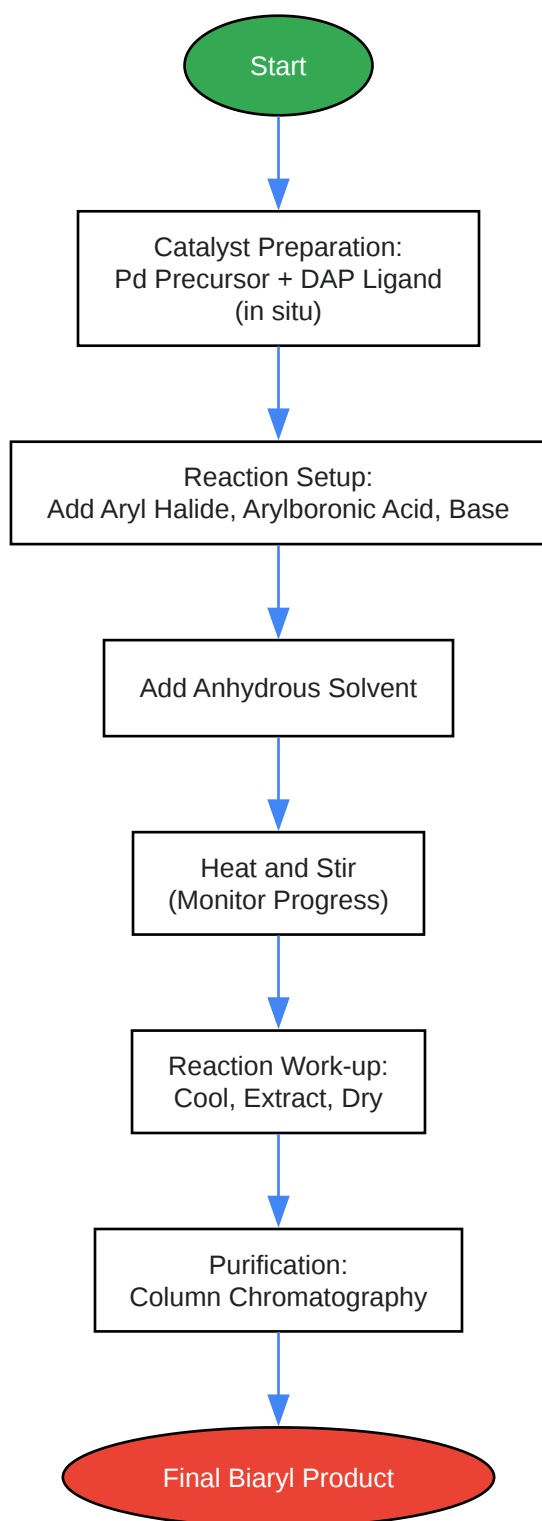 Start
Catalyst Preparation:
Pd Precursor + DAP Ligand
(in situ)
Reaction Setup:
Add Aryl Halide, Arylboronic Acid, Base
Add Anhydrous Solvent
Heat and Stir
(Monitor Progress)
Reaction Work-up:
Cool, Extract, Dry
Purification:
Column Chromatography
Final Biaryl Product